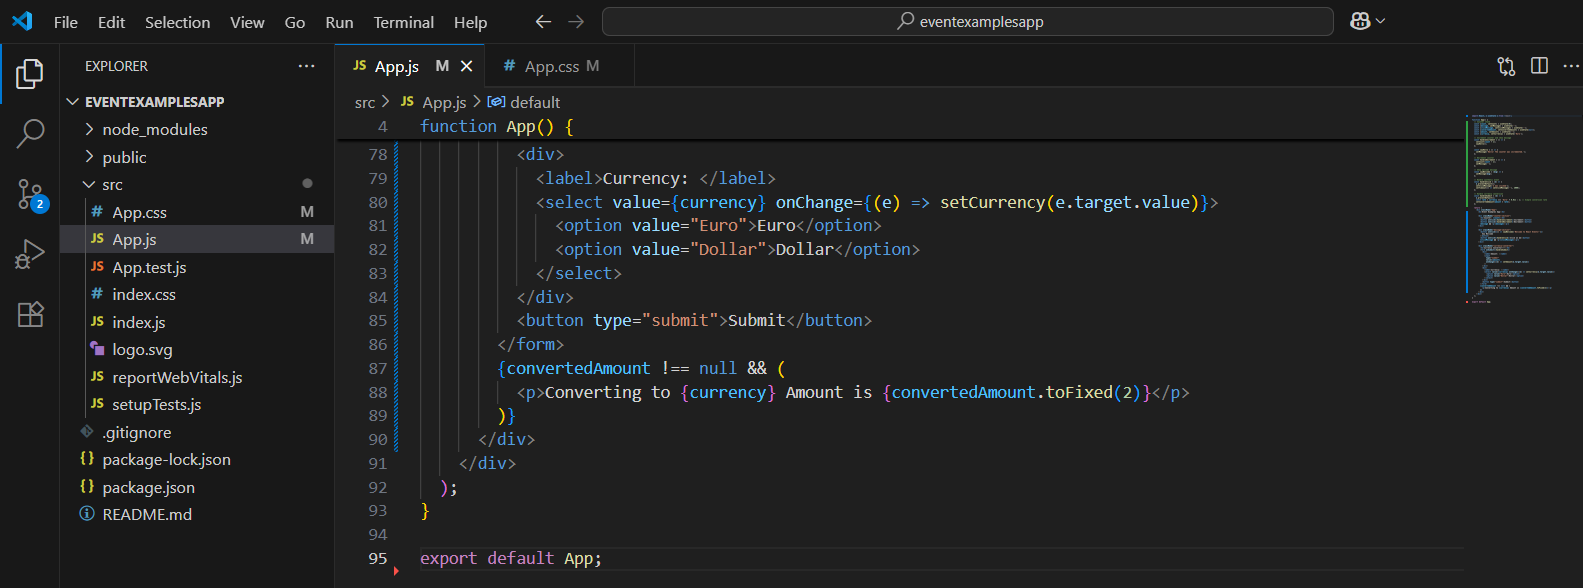 File Edit Selection View Go Run Terminal Help
eventexamplesapp
EXPLORER
EVENTEXAMPLESAPP
node_modules
public
src
# App.css M
JS App.js M
JS App.test.js
# index.css
JS index.js
logo.svg
JS reportWebVitals.js
JS setupTests.js
.gitignore
{} package-lock.json
{} package.json
README.md
2
JS App.js M
# App.css M
src > JS App.js > default
4 function App() {
78 <div>
79 <label>Currency: </label>
80 <select value={currency} onChange={(e) => setCurrency(e.target.value)}>
81 <option value="Euro">Euro</option>
82 <option value="Dollar">Dollar</option>
83 </select>
84 </div>
85 <button type="submit">Submit</button>
86 </form>
87 {convertedAmount !== null && (
88 <p>Converting to {currency} Amount is {convertedAmount.toFixed(2)}</p>
89 )}
90 </div>
91 </div>
92 );
93 }
94
95 export default App;